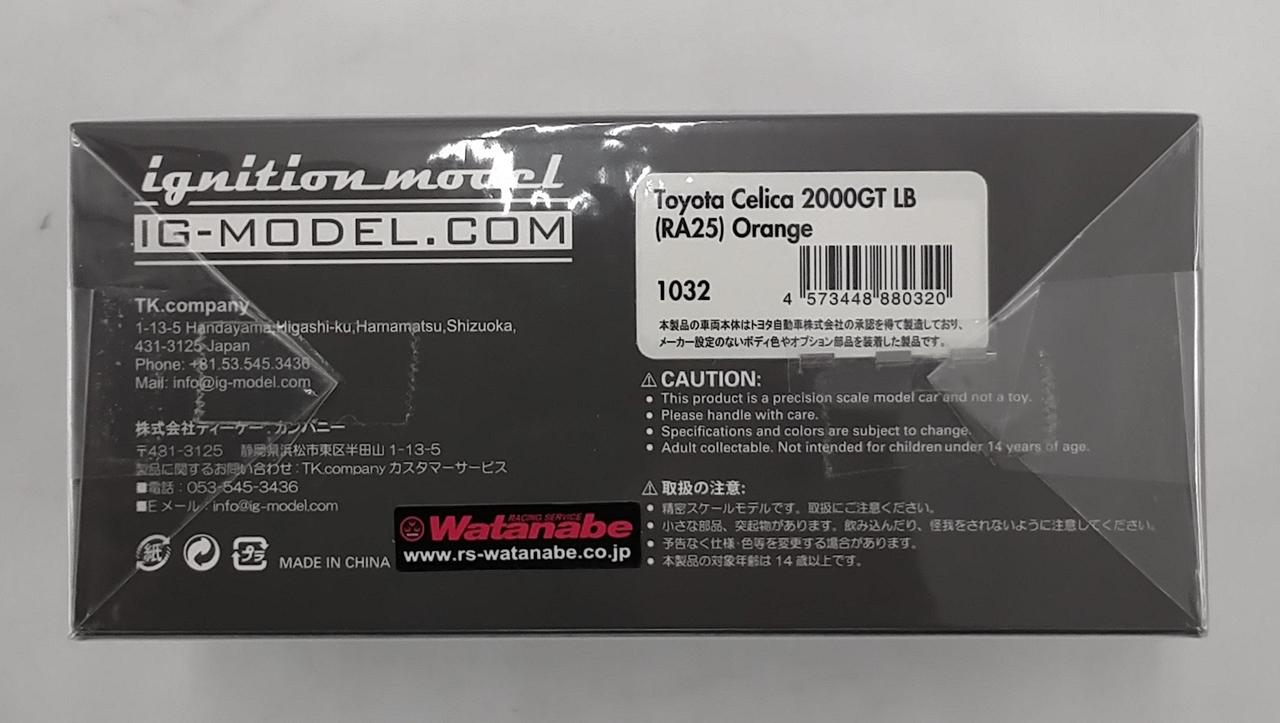 ignition model
IG-MODEL.COM
TK.company
1-13-5 Handayama,Higashi-ku,Hamamatsu,Shizuoka,
431-3125 Japan
Phone: +81.53.545.3436
Mail: info@ig-model.com
株式会社ティーケー．カンパニー
〒431-3125 静岡県浜松市東区半田山 1-13-5
製品に関するお問い合わせ：TK.company カスタマーサービス
■電話：053-545-3436
■E メール：info@ig-model.com
紙
プラ
MADE IN CHINA
RACING SERVICE
Watanabe
www.rs-watanabe.co.jp
Toyota Celica 2000GT LB
(RA25) Orange
1032
4 573448 880320
本製品の車両本体はトヨタ自動車株式会社の承認を得て製造しており、
メーカー設定のないボディ色やオプション部品を装着した製品です。
⚠CAUTION:
• This product is a precision scale model car and not a toy.
• Please handle with care.
• Specifications and colors are subject to change.
• Adult collectable. Not intended for children under 14 years of age.
⚠取扱の注意:
• 精密スケールモデルです。取扱にご注意ください。
• 小さな部品、突起物があります。飲み込んだり、怪我をされないように注意してください。
• 予告なく仕様·色等を変更する場合があります。
• 本製品の対象年齢は 14 歳以上です。